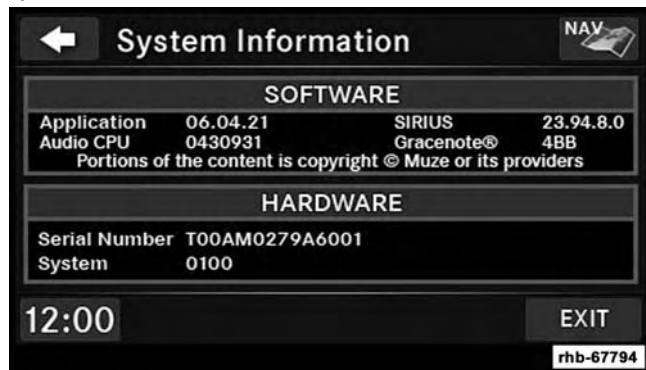 System Information
NAV
SOFTWARE
Application 06.04.21 SIRIUS 23.94.8.0
Audio CPU 0430931 Gracenote® 4BB
Portions of the content is copyright © Muze or its providers
HARDWARE
Serial Number T00AM0279A6001
System 0100
12:00 EXIT
rhb-67794